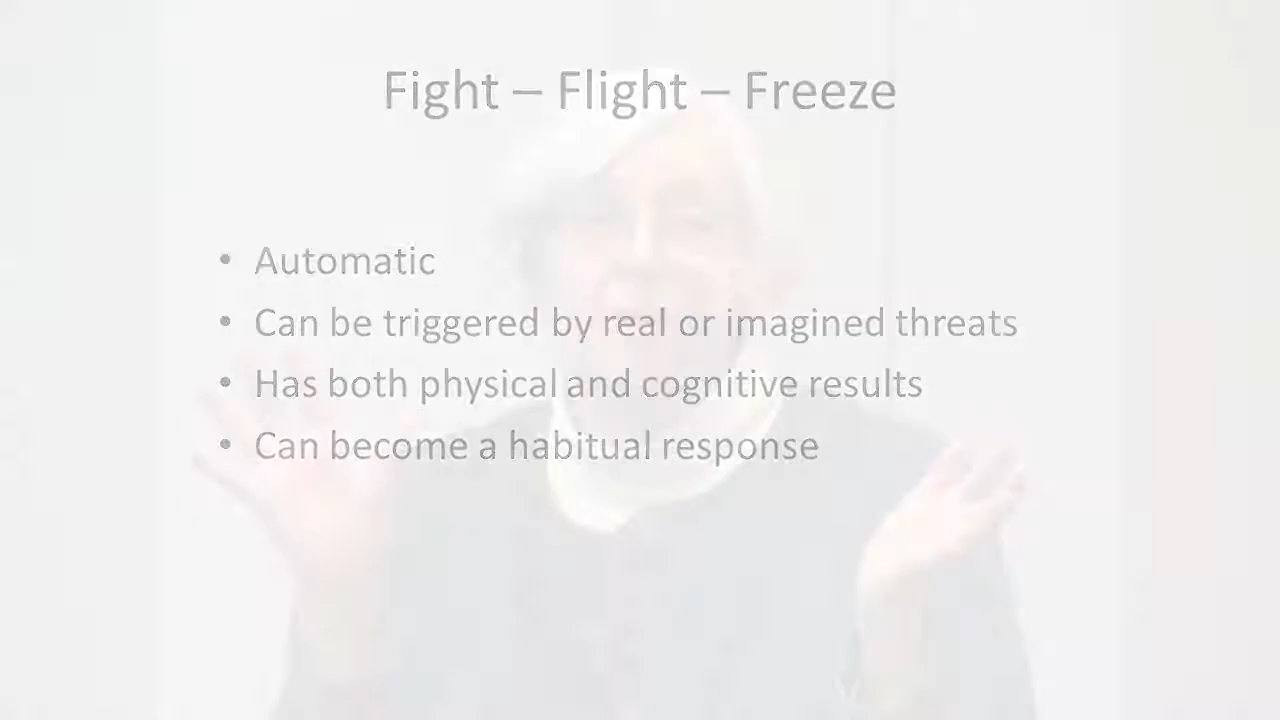 Fight – Flight – Freeze
• Automatic
• Can be triggered by real or imagined threats
• Has both physical and cognitive results
• Can become a habitual response